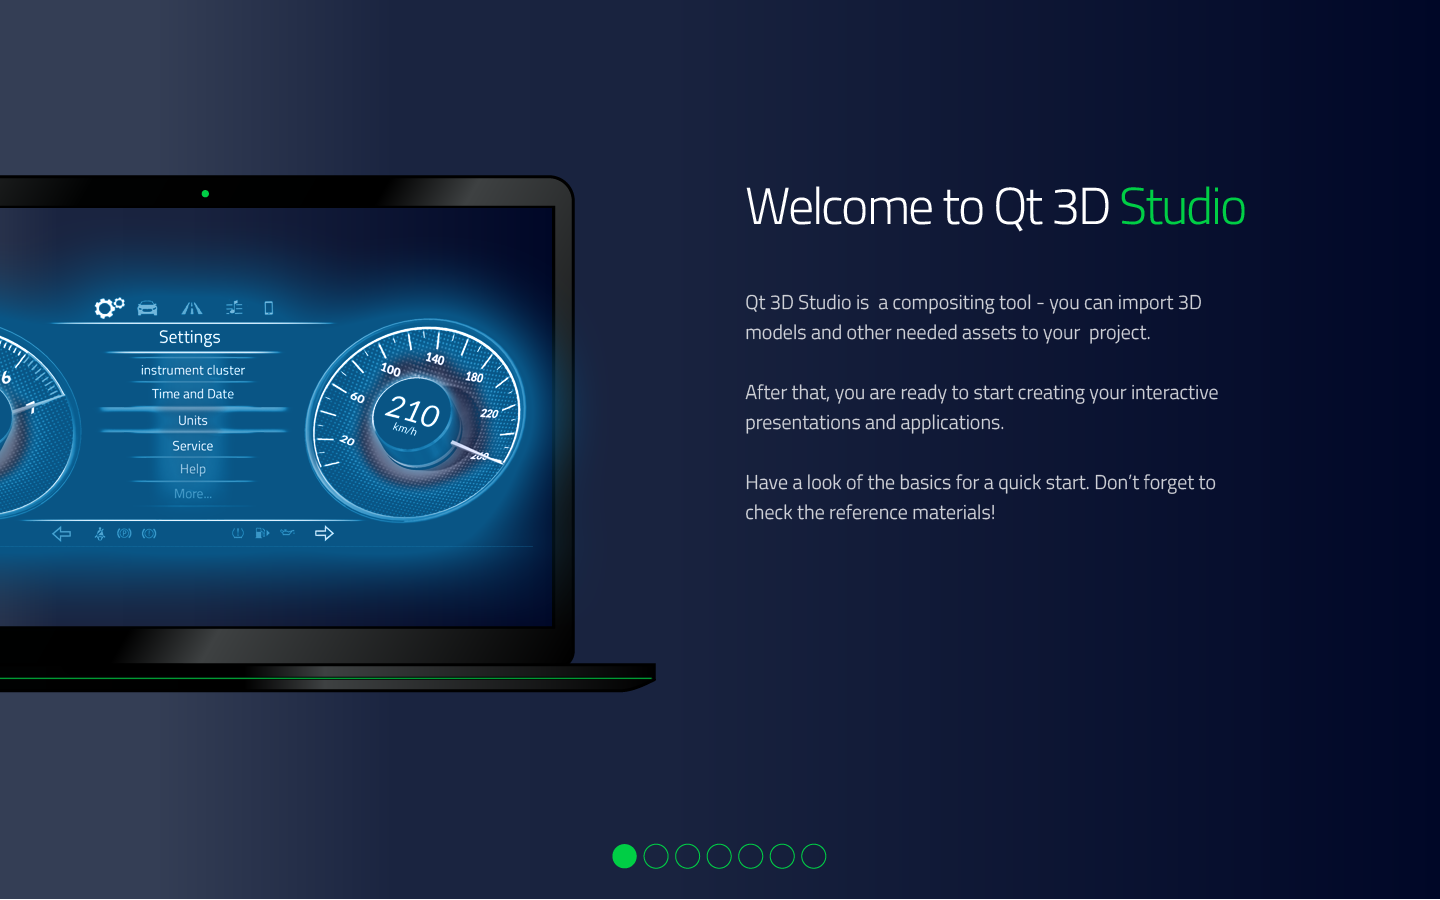 Welcome to Qt 3D Studio
Qt 3D Studio is  a compositing tool - you can import 3D
models and other needed assets to your  project.
After that, you are ready to start creating your interactive
presentations and applications.
Have a look of the basics for a quick start. Don't forget to
check the reference materials!
Settings
instrument cluster
Time and Date
Units
Service
Help
More...
6
7
20
60
100
140
180
220
260
210
km/h